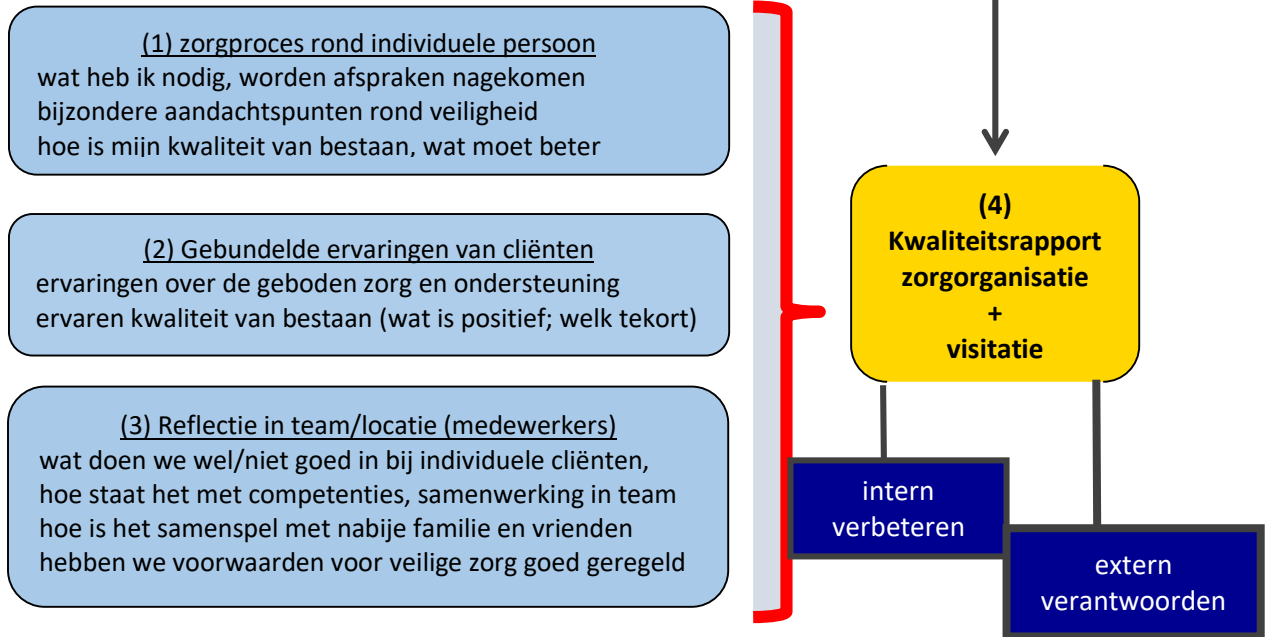 (1) zorgproces rond individuele persoon
wat heb ik nodig, worden afspraken nagekomen
bijzondere aandachtspunten rond veiligheid
hoe is mijn kwaliteit van bestaan, wat moet beter
(2) Gebundelde ervaringen van cliënten
ervaringen over de geboden zorg en ondersteuning
ervaren kwaliteit van bestaan (wat is positief; welk tekort)
(3) Reflectie in team/locatie (medewerkers)
wat doen we wel/niet goed in bij individuele cliënten,
hoe staat het met competenties, samenwerking in team
hoe is het samenspel met nabije familie en vrienden
hebben we voorwaarden voor veilige zorg goed geregeld
(4)
Kwaliteitsrapport
zorgorganisatie
+
visitatie
intern
verbeteren
extern
verantwoorden